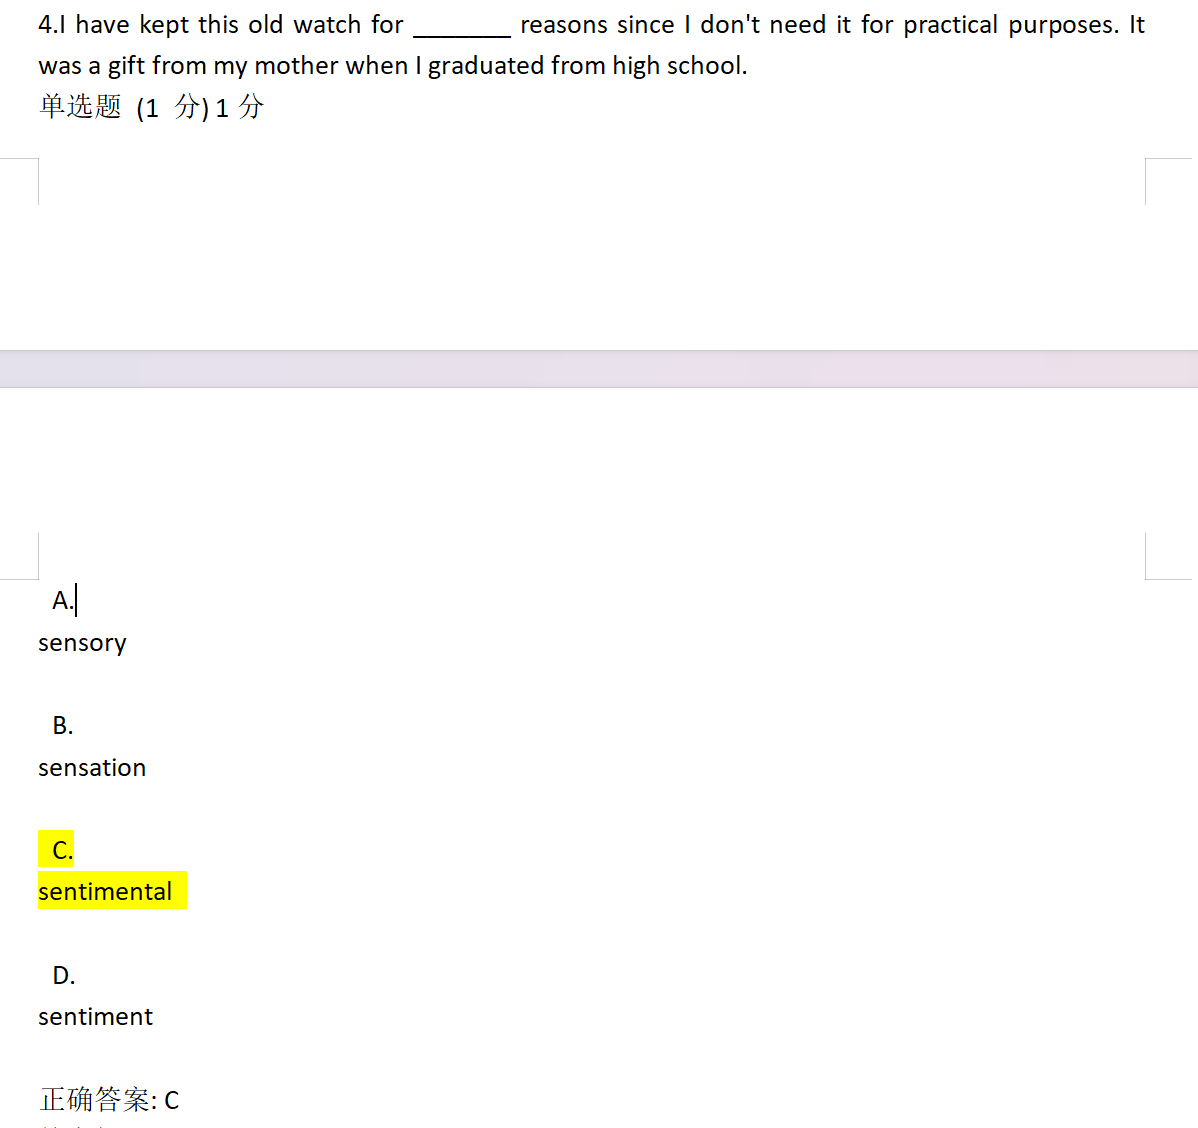 4.I have kept this old watch for ________ reasons since I don't need it for practical purposes. It
was a gift from my mother when I graduated from high school.
单选题 (1 分) 1 分
A.
sensory
B.
sensation
C.
sentimental
D.
sentiment
正确答案: C